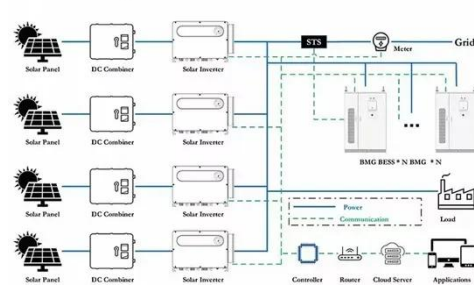 STS
Meter
Grid
Solar Panel DC Combiner Solar Inverter
Solar Panel DC Combiner Solar Inverter
BMG BESS * N BMG * N
Solar Panel DC Combiner Solar Inverter
Power
Communication
Load
Solar Panel DC Combiner Solar Inverter
Controller Router Cloud Server Applications